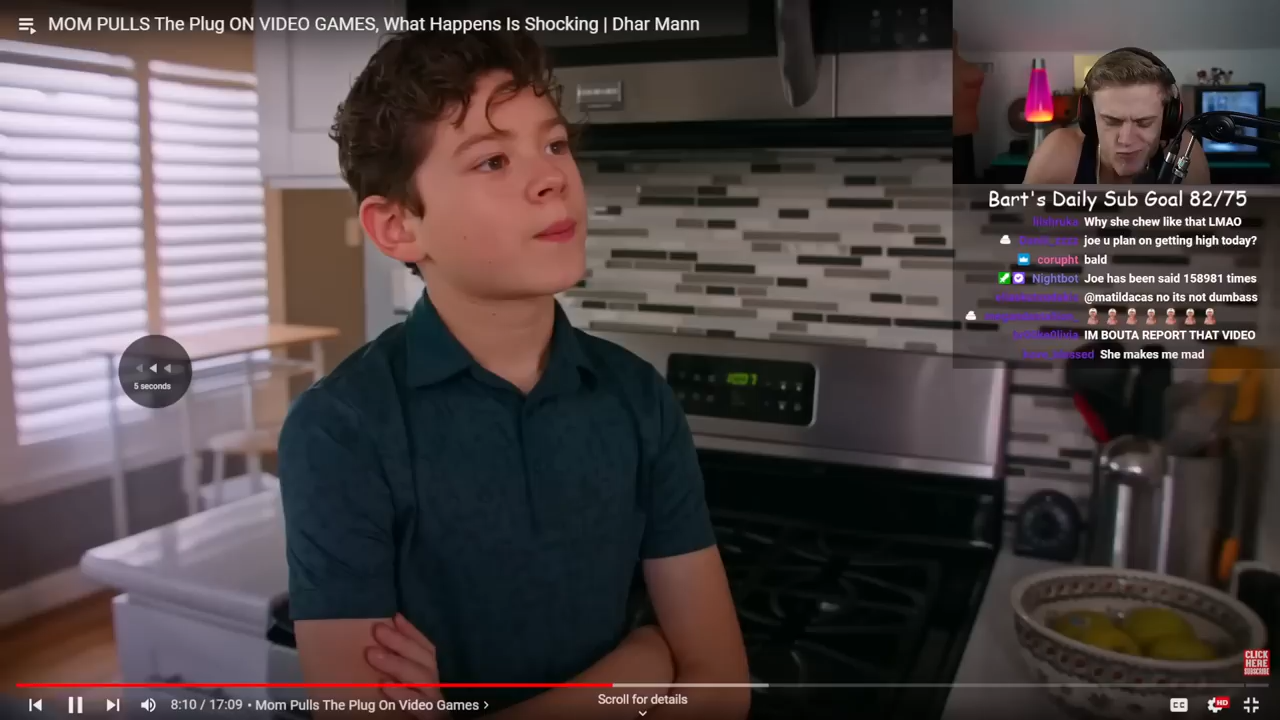 MOM PULLS The Plug ON VIDEO GAMES, What Happens Is Shocking | Dhar Mann
Bart's Daily Sub Goal 82/75
Why she chew like that LMAO
joe u plan on getting high today?
corupht bald
Nightbot Joe has been said 158981 times
@matildacas no its not dumbass
IM BOUTA REPORT THAT VIDEO
She makes me mad
5 seconds
CLICK
HERE
SUBSCRIBE
Scroll for details
8:10 / 17:09 • Mom Pulls The Plug On Video Games
CC
HD